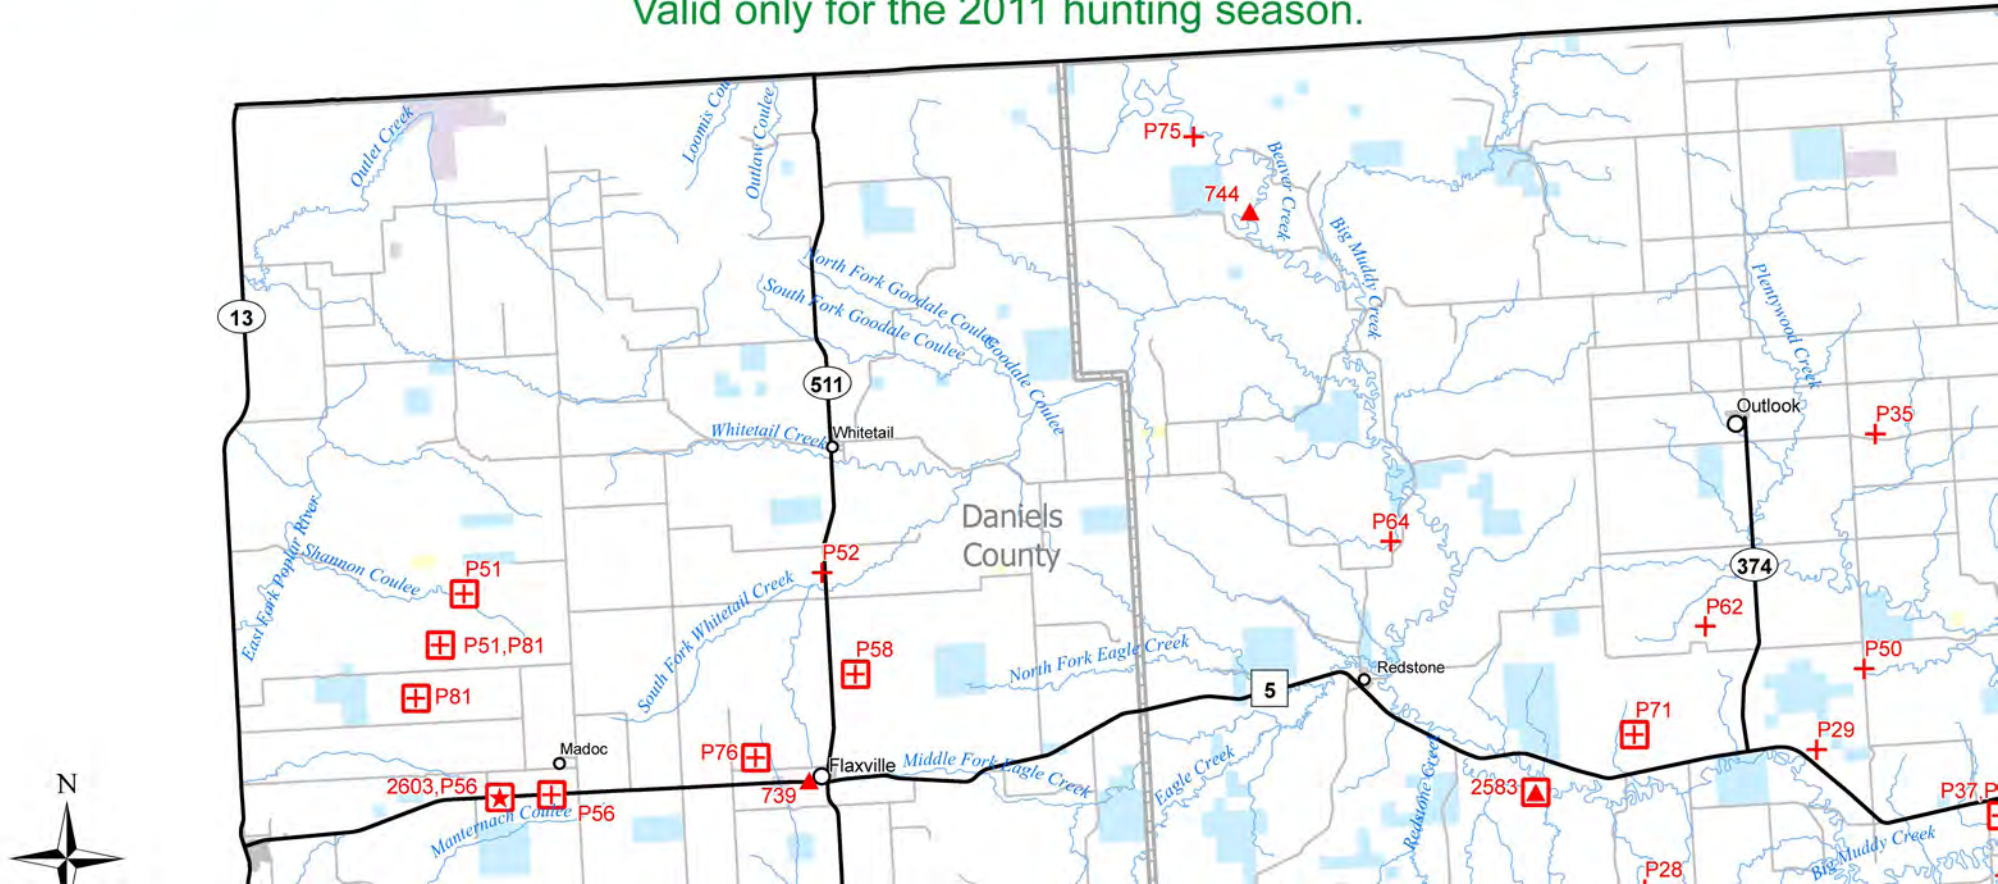 Valid only for the 2011 hunting season.
Outlet Creek
Loomis Cou
Outlaw Coulee
P75
744
Beaver Creek
Big Muddy Creek
Plentywood Creek
North Fork Goodale Coulee
South Fork Goodale Coulee
Goodale Coulee
13
511
Whitetail Creek
Whitetail
Outlook
P35
Daniels
County
P64
P52
374
East Fork Poplar River
Shannon Coulee
P51
P51,P81
P81
South Fork Whitetail Creek
P58
North Fork Eagle Creek
5
Redstone
P62
P50
P71
P29
Madoc
P76
Flaxville
739
Middle Fork Eagle Creek
Eagle Creek
Redstone Creek
2583
2603,P56
P56
Manternach Coulee
P37,P
Big Muddy Creek
P28
N